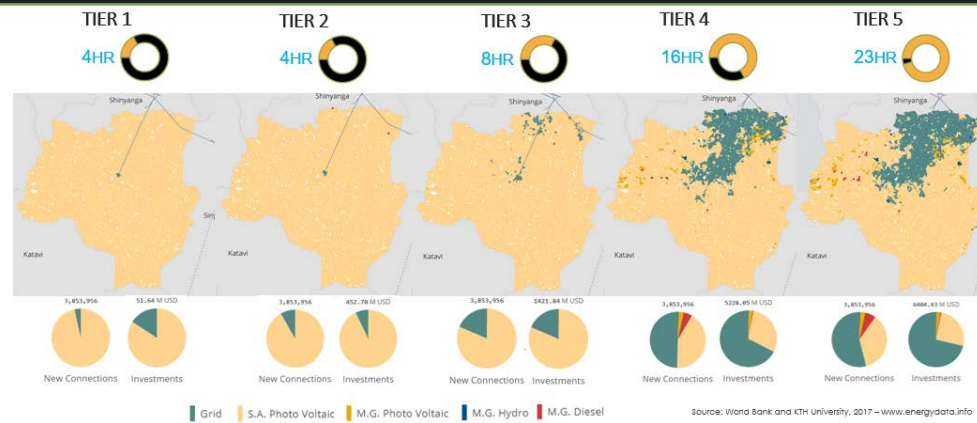 TIER 1
TIER 2
TIER 3
TIER 4
TIER 5
4HR
4HR
8HR
16HR
23HR
Shinyanga
Katavi
Sinj
Shinyanga
Katavi
Shinyanga
Katavi
Shinyanga
Katavi
Shinyanga
Katavi
3,853,956
51.64 M USD
New Connections
Investments
3,853,956
452.70 M USD
New Connections
Investments
3,853,956
1421.84 M USD
New Connections
Investments
3,853,956
5228.05 M USD
New Connections
Investments
3,853,956
6404.43 M USD
New Connections
Investments
Grid
S.A. Photo Voltaic
M.G. Photo Voltaic
M.G. Hydro
M.G. Diesel
Source: World Bank and KTH University, 2017 – www.energydata.info